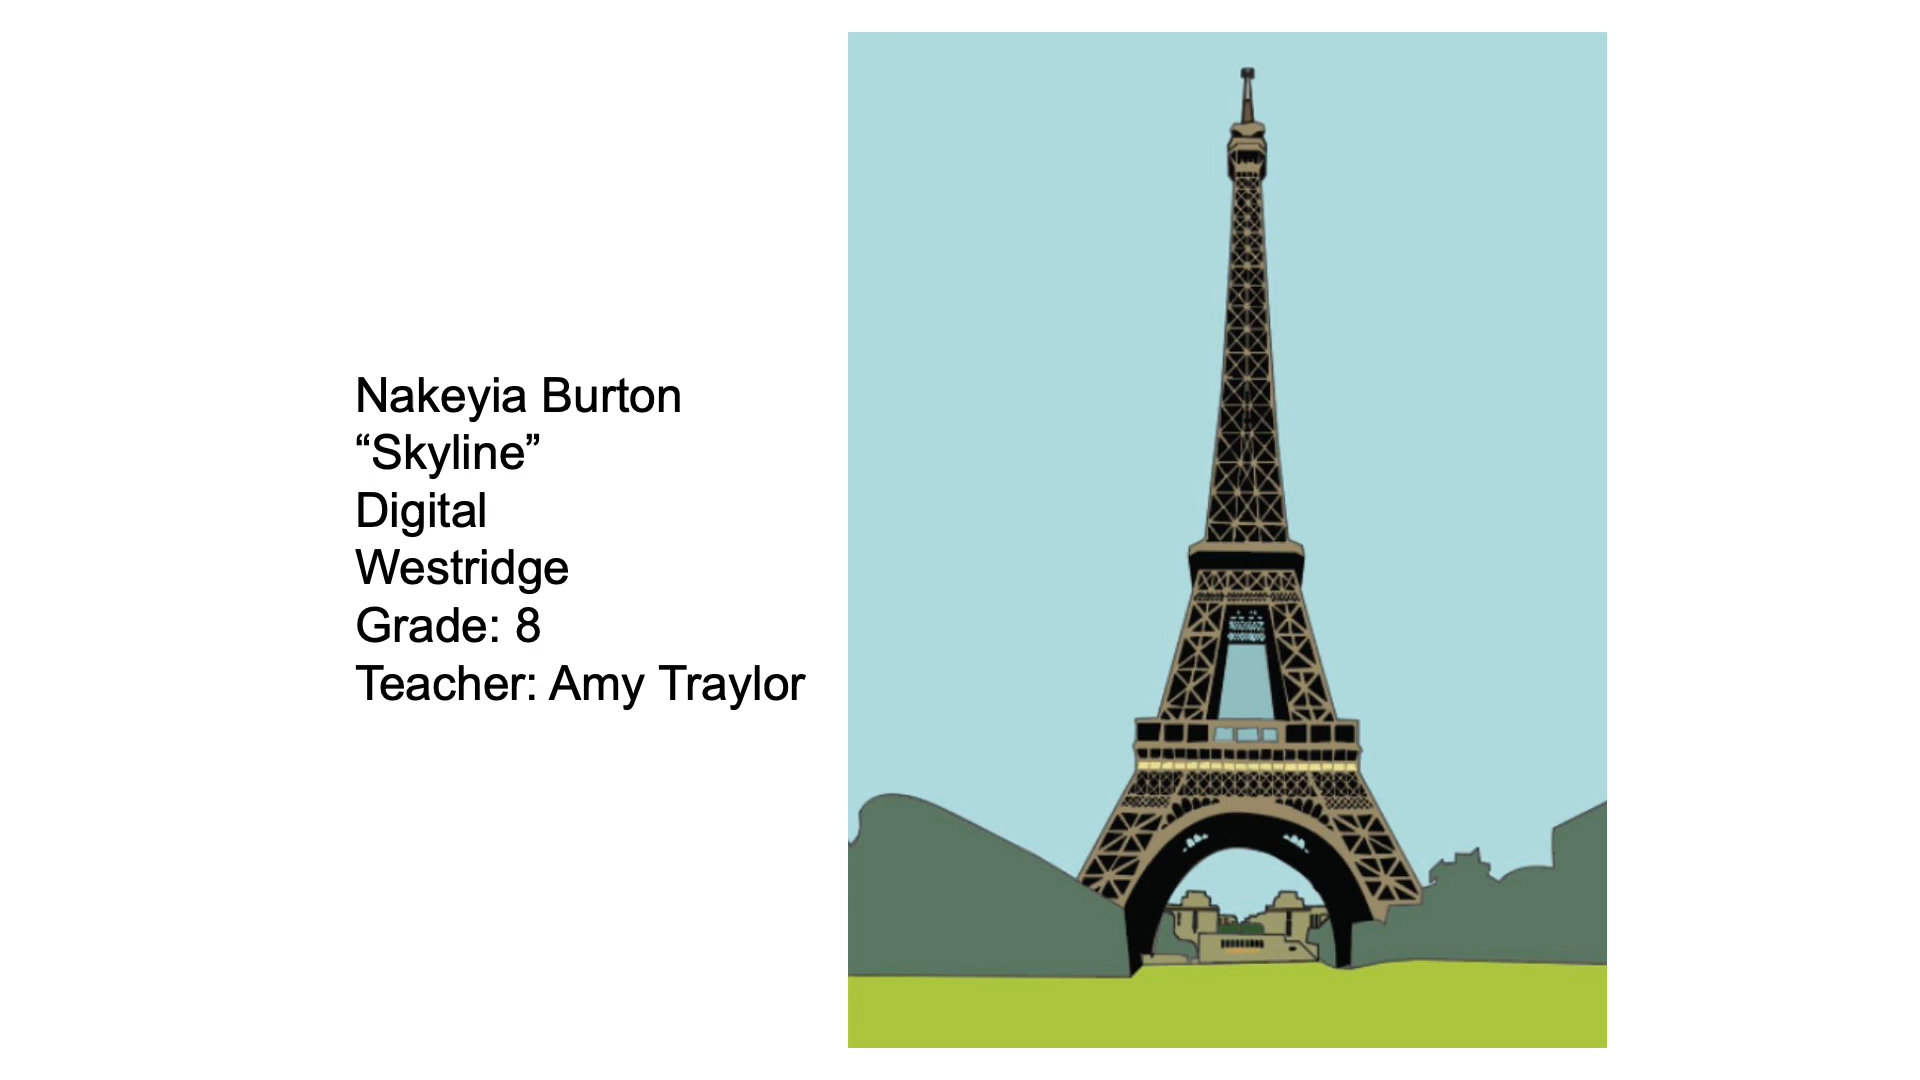 Nakeyia Burton
“Skyline”
Digital
Westridge
Grade: 8
Teacher: Amy Traylor